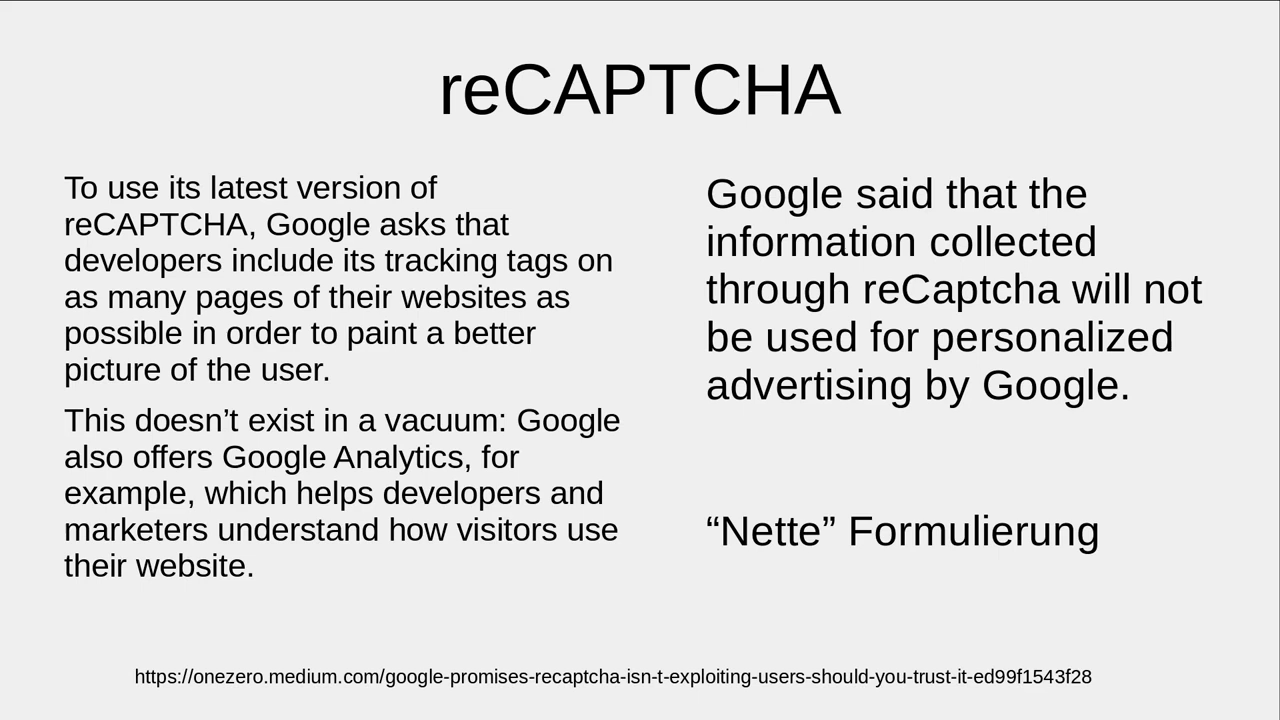 reCAPTCHA
To use its latest version of
reCAPTCHA, Google asks that
developers include its tracking tags on
as many pages of their websites as
possible in order to paint a better
picture of the user.
This doesn’t exist in a vacuum: Google
also offers Google Analytics, for
example, which helps developers and
marketers understand how visitors use
their website.
Google said that the
information collected
through reCaptcha will not
be used for personalized
advertising by Google.
“Nette” Formulierung
https://onezero.medium.com/google-promises-recaptcha-isn-t-exploiting-users-should-you-trust-it-ed99f1543f28